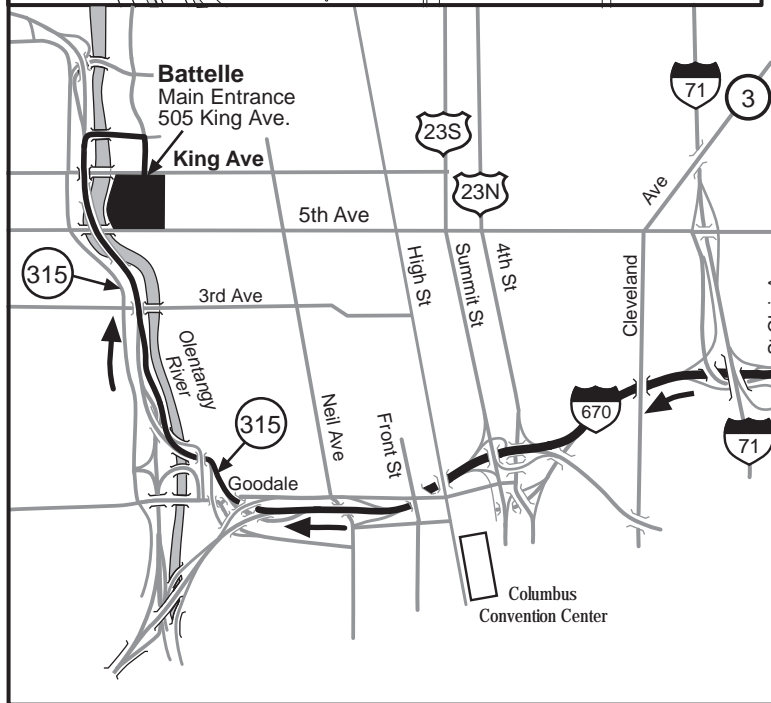 Battelle
Main Entrance
505 King Ave.
King Ave
23S
71
3
23N
5th Ave
Ave
315
High St
Summit St
4th St
Cleveland
3rd Ave
Olentangy
River
Neil Ave
Front St
315
670
71
Goodale
Columbus
Convention Center